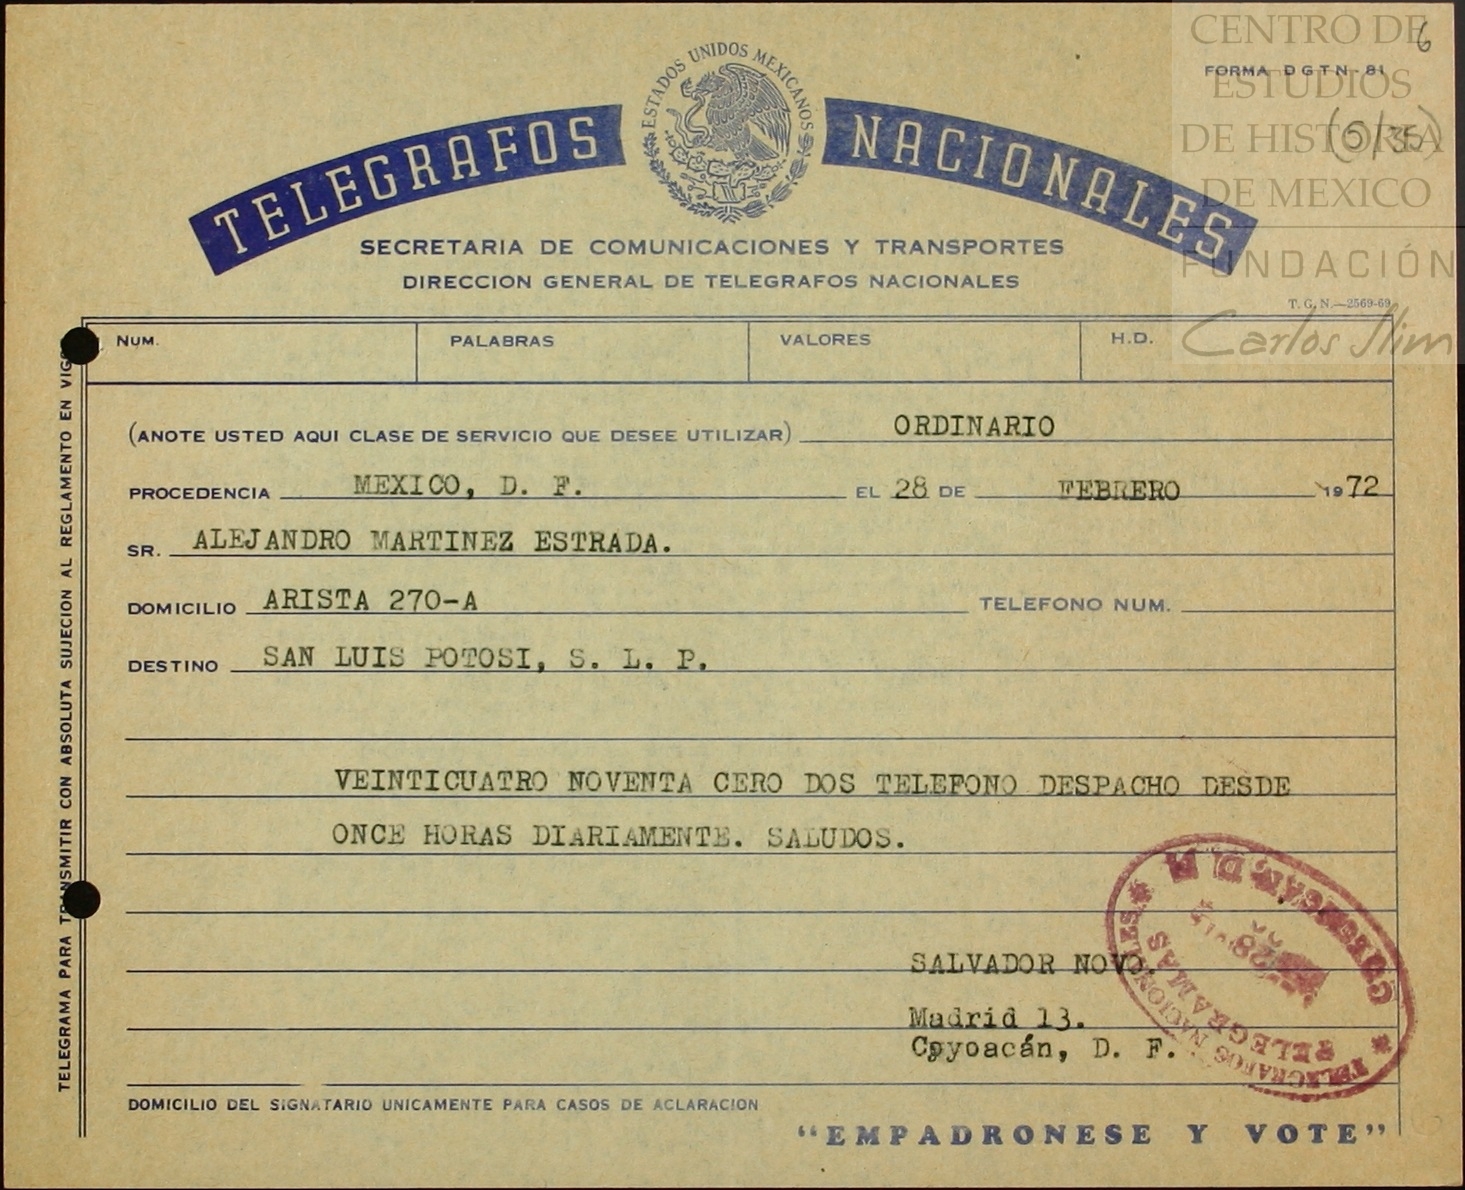 CENTRO DE
ESTUDIOS
DE HISTORIA
DE MEXICO
FUNDACIÓN
Carlos Slim
6
FORMA DGTN 81
(5/35)
ESTADOS UNIDOS MEXICANOS
TELEGRAFOS NACIONALES
SECRETARIA DE COMUNICACIONES Y TRANSPORTES
DIRECCION GENERAL DE TELEGRAFOS NACIONALES
T. G. N.—2569-69
NUM. PALABRAS VALORES H.D.
(ANOTE USTED AQUI CLASE DE SERVICIO QUE DESEE UTILIZAR) ORDINARIO
PROCEDENCIA MEXICO, D. F. EL 28 DE FEBRERO 1972
SR. ALEJANDRO MARTINEZ ESTRADA.
DOMICILIO ARISTA 270-A TELEFONO NUM.
DESTINO SAN LUIS POTOSI, S. L. P.
VEINTICUATRO NOVENTA CERO DOS TELEFONO DESPACHO DESDE
ONCE HORAS DIARIAMENTE. SALUDOS.
SALVADOR NOVO.
Madrid 13.
Coyoacán, D. F.
TELEGRAFOS NACIONALES
TELEGRAMAS
28
DOMICILIO DEL SIGNATARIO UNICAMENTE PARA CASOS DE ACLARACION
"EMPADRONESE Y VOTE"
TELEGRAMA PARA TRANSMITIR CON ABSOLUTA SUJECION AL REGLAMENTO EN VIGOR